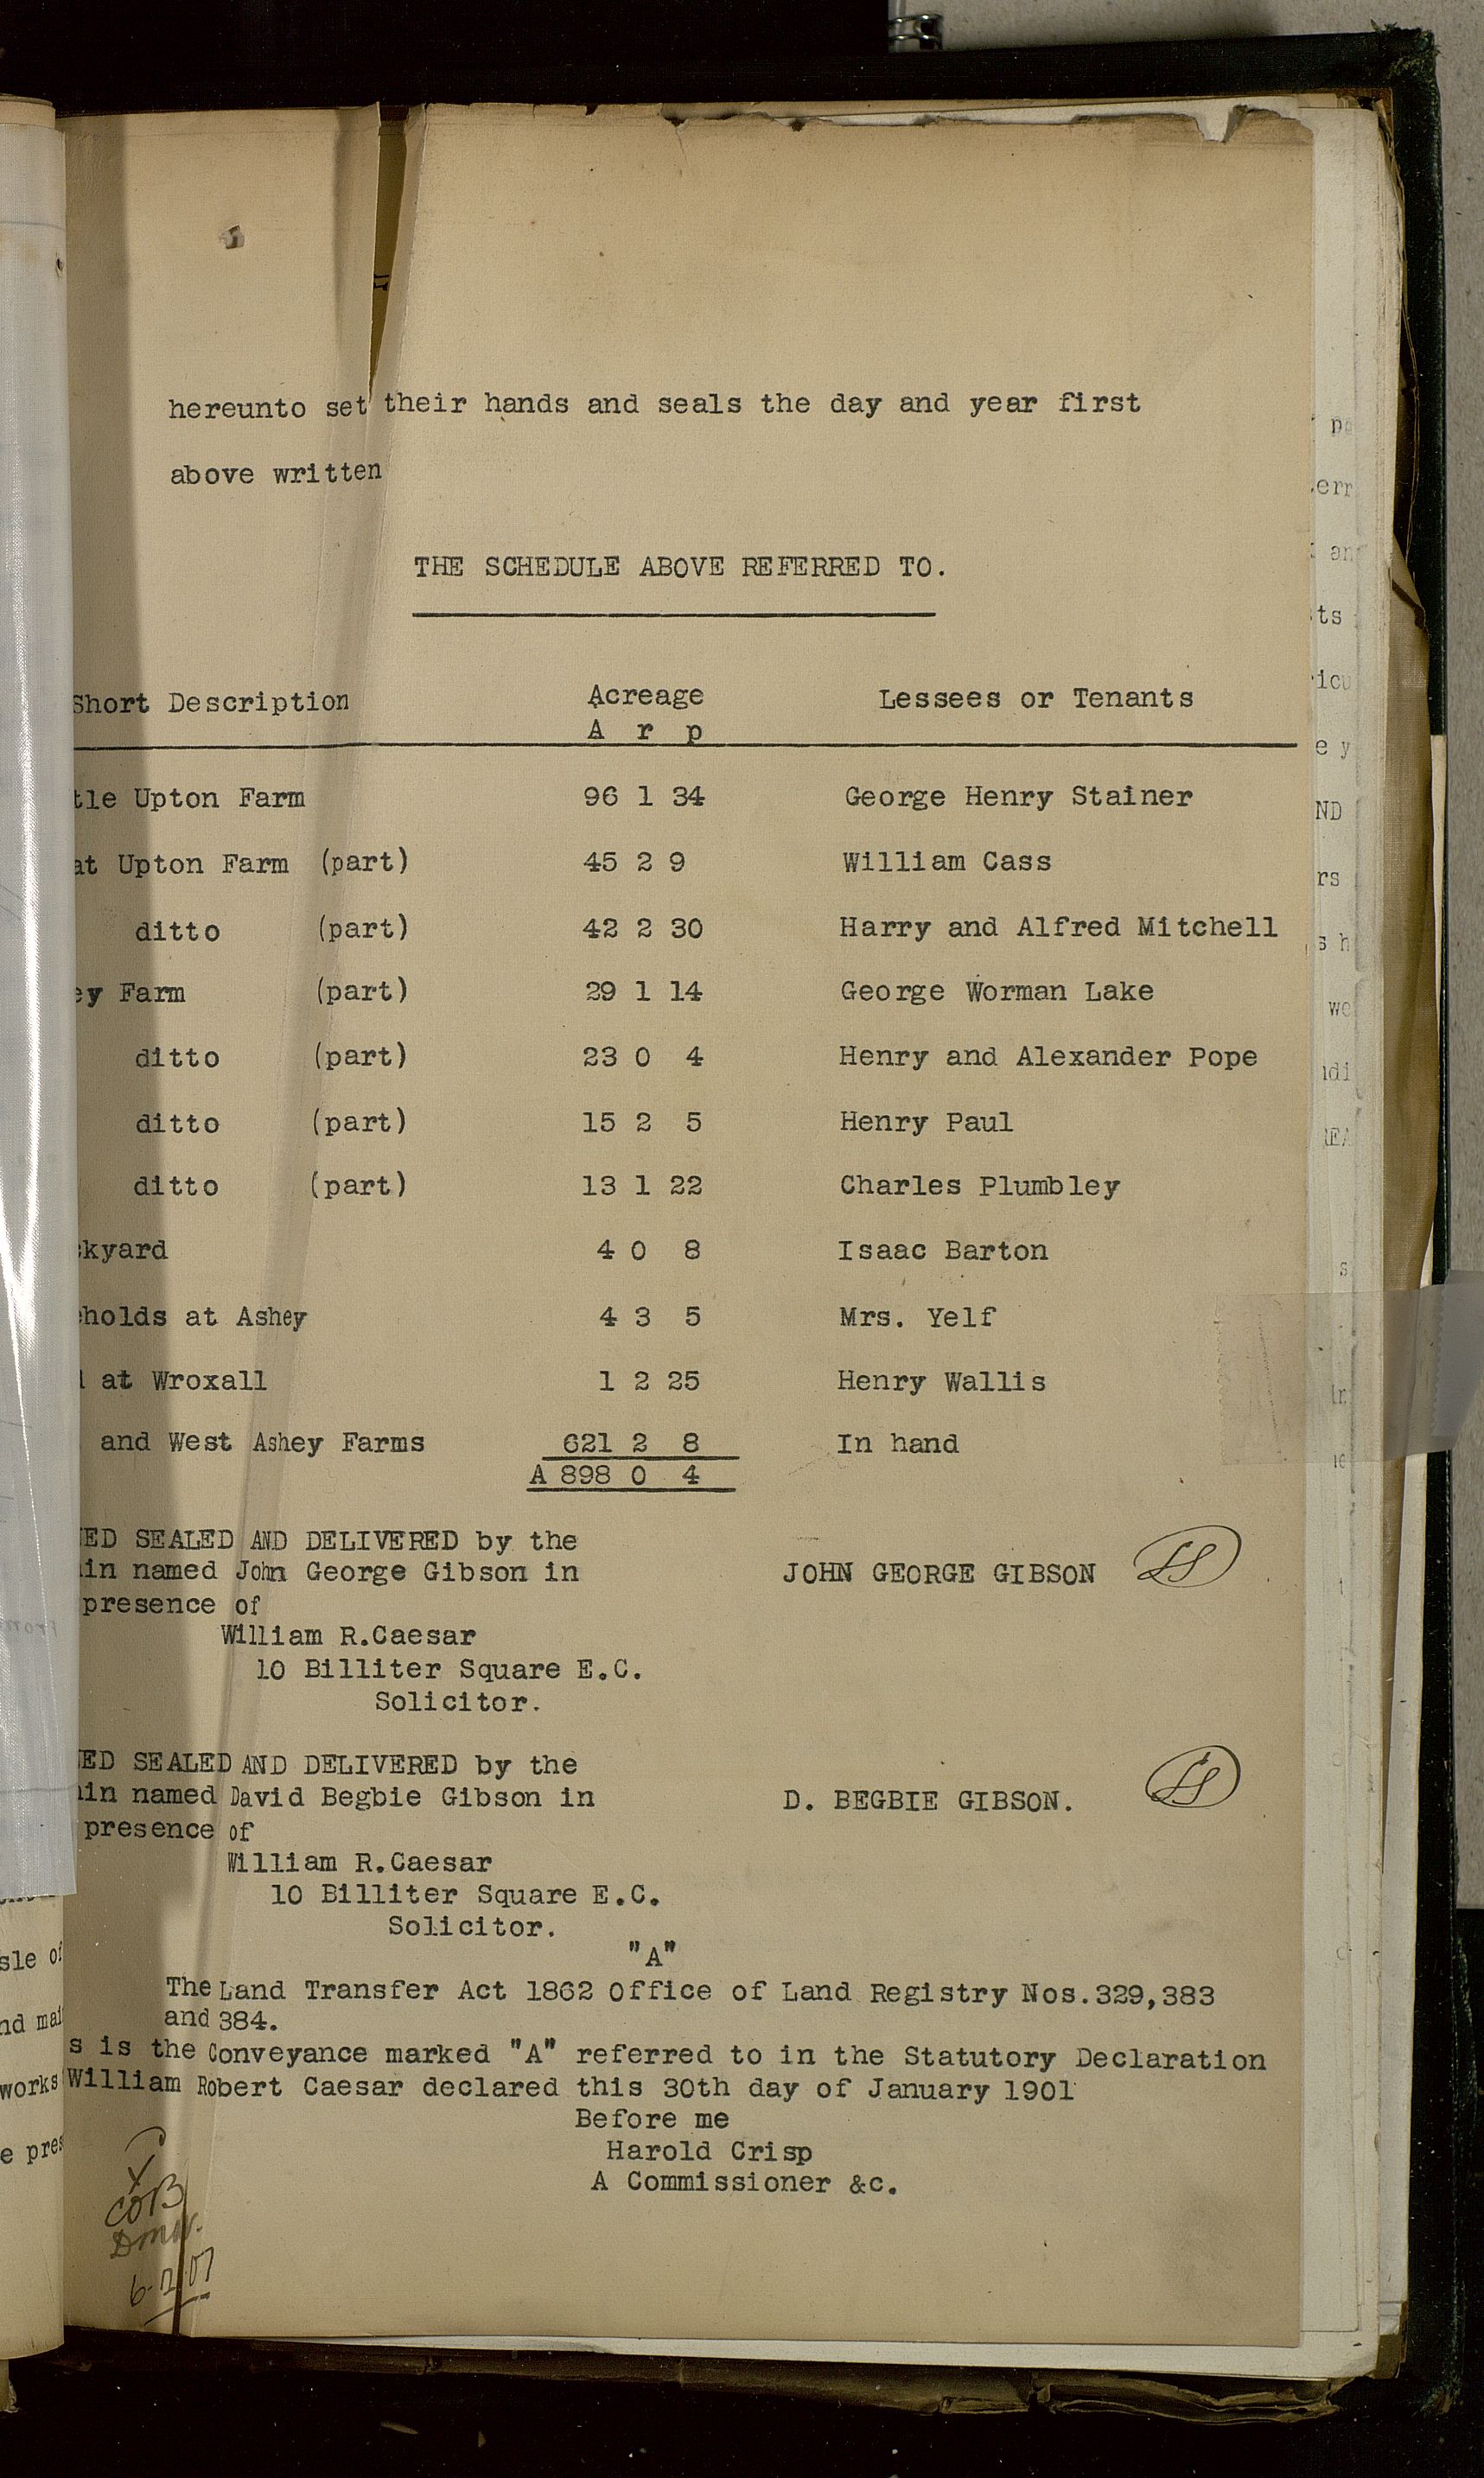 hereunto set their hands and seals the day and year first
above written
THE SCHEDULE ABOVE REFERRED TO.
Short Description Acreage Lessees or Tenants
A r p
tle Upton Farm 96 1 34 George Henry Stainer
at Upton Farm (part) 45 2 9 William Cass
ditto (part) 42 2 30 Harry and Alfred Mitchell
ey Farm (part) 29 1 14 George Worman Lake
ditto (part) 23 0 4 Henry and Alexander Pope
ditto (part) 15 2 5 Henry Paul
ditto (part) 13 1 22 Charles Plumbley
ckyard 4 0 8 Isaac Barton
eholds at Ashey 4 3 5 Mrs. Yelf
at Wroxall 1 2 25 Henry Wallis
and West Ashey Farms 621 2 8 In hand
A 898 0 4
NED SEALED AND DELIVERED by the
in named John George Gibson in JOHN GEORGE GIBSON LS
presence of
William R.Caesar
10 Billiter Square E.C.
Solicitor.
NED SEALED AND DELIVERED by the
in named David Begbie Gibson in D. BEGBIE GIBSON. LS
presence of
William R.Caesar
10 Billiter Square E.C.
Solicitor.
"A"
The Land Transfer Act 1862 Office of Land Registry Nos.329,383
and 384.
s is the Conveyance marked "A" referred to in the Statutory Declaration
William Robert Caesar declared this 30th day of January 1901
Before me
Harold Crisp
A Commissioner &c.